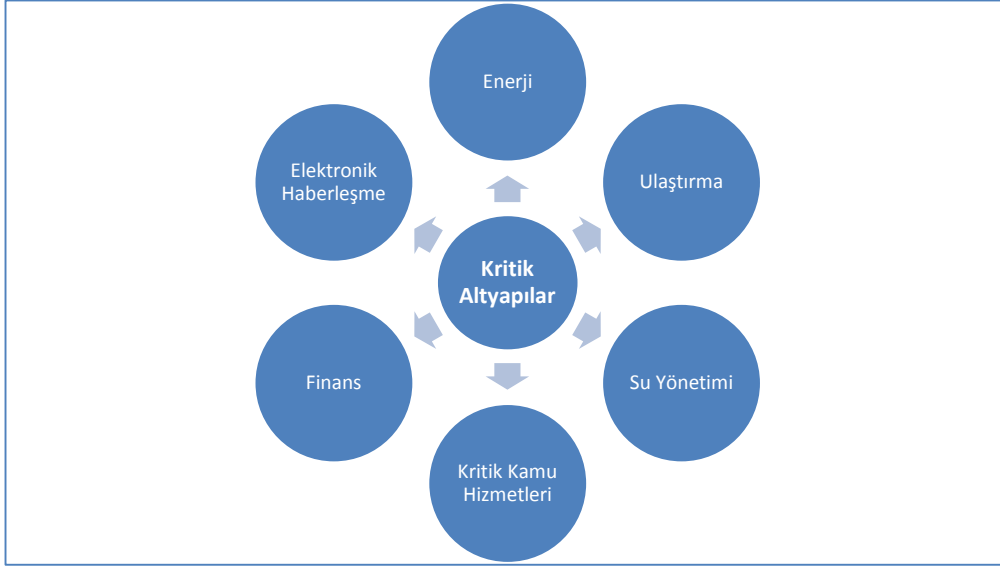 Enerji
Elektronik
Haberleşme
Ulaştırma
Kritik
Altyapılar
Finans
Su Yönetimi
Kritik Kamu
Hizmetleri